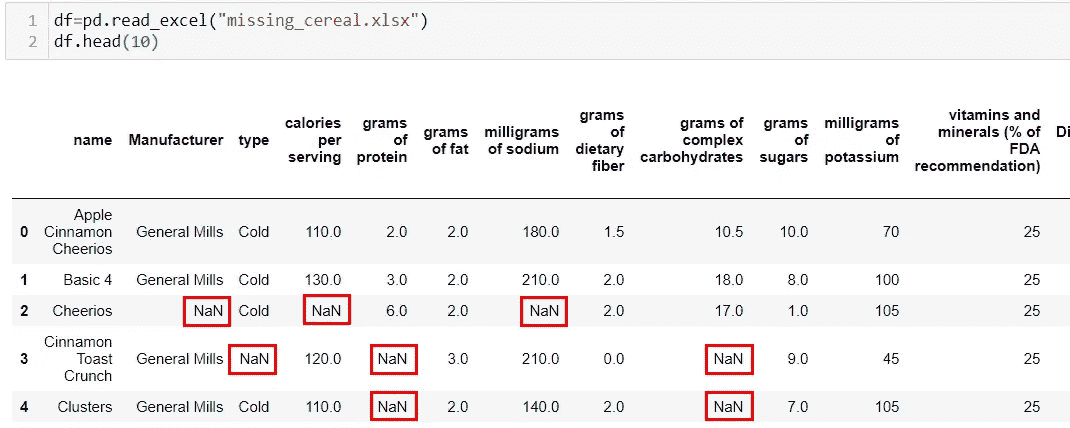 1 df=pd.read_excel("missing_cereal.xlsx")
2 df.head(10)
name Manufacturer type calories per serving grams of protein grams of fat milligrams of sodium grams of dietary fiber grams of complex carbohydrates grams of sugars milligrams of potassium vitamins and minerals (% of FDA recommendation) Di
0 Apple Cinnamon Cheerios General Mills Cold 110.0 2.0 2.0 180.0 1.5 10.5 10.0 70 25
1 Basic 4 General Mills Cold 130.0 3.0 2.0 210.0 2.0 18.0 8.0 100 25
2 Cheerios NaN Cold NaN 6.0 2.0 NaN 2.0 17.0 1.0 105 25
3 Cinnamon Toast Crunch General Mills NaN 120.0 NaN 3.0 210.0 0.0 NaN 9.0 45 25
4 Clusters General Mills Cold 110.0 NaN 2.0 140.0 2.0 NaN 7.0 105 25